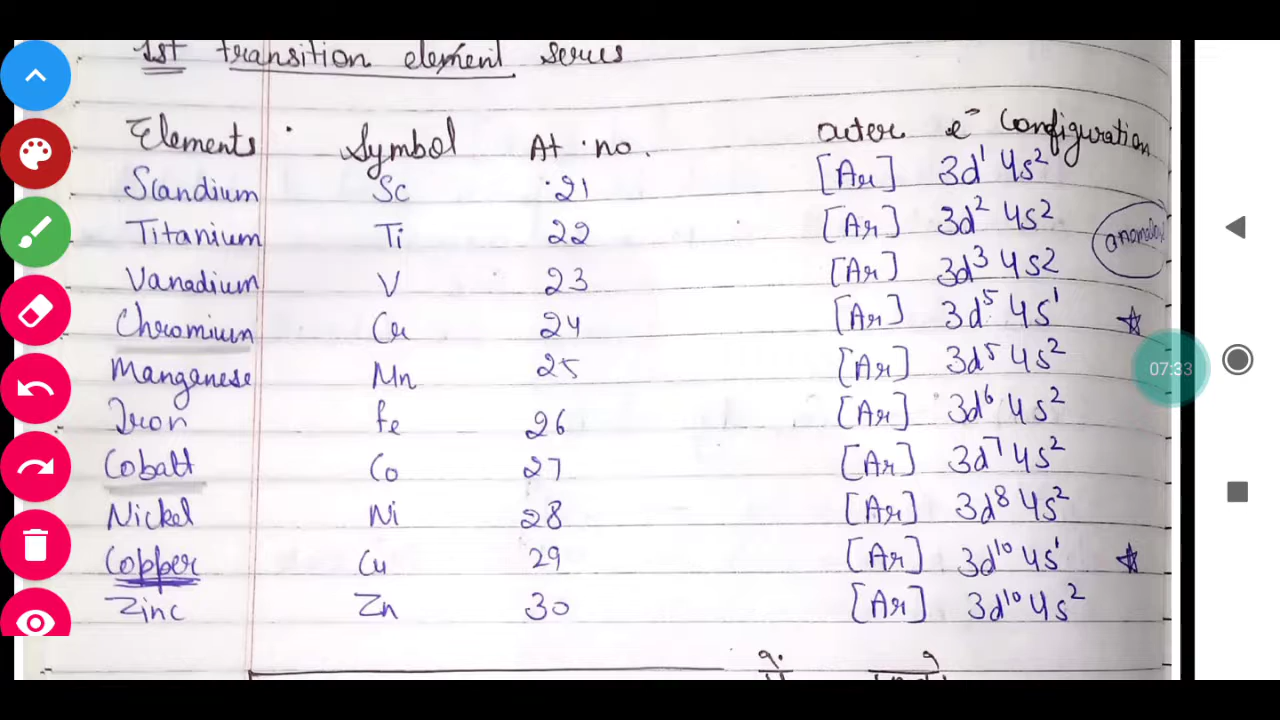 1st transition element series
Elements Symbol At. no. outer e⁻ configuration
Scandium Sc 21 [Ar] 3d¹ 4s²
Titanium Ti 22 [Ar] 3d² 4s²
Vanadium V 23 [Ar] 3d³ 4s2
Chromium Cr 24 [Ar] 3d⁵ 4s¹
Manganese Mn 25 [Ar] 3d⁵ 4s²
Iron Fe 26 [Ar] 3d⁶ 4s²
Cobalt Co 27 [Ar] 3d⁷ 4s²
Nickel Ni 28 [Ar] 3d⁸ 4s²
Copper Cu 29 [Ar] 3d¹⁰ 4s¹
Zinc Zn 30 [Ar] 3d¹⁰ 4s²
07:33